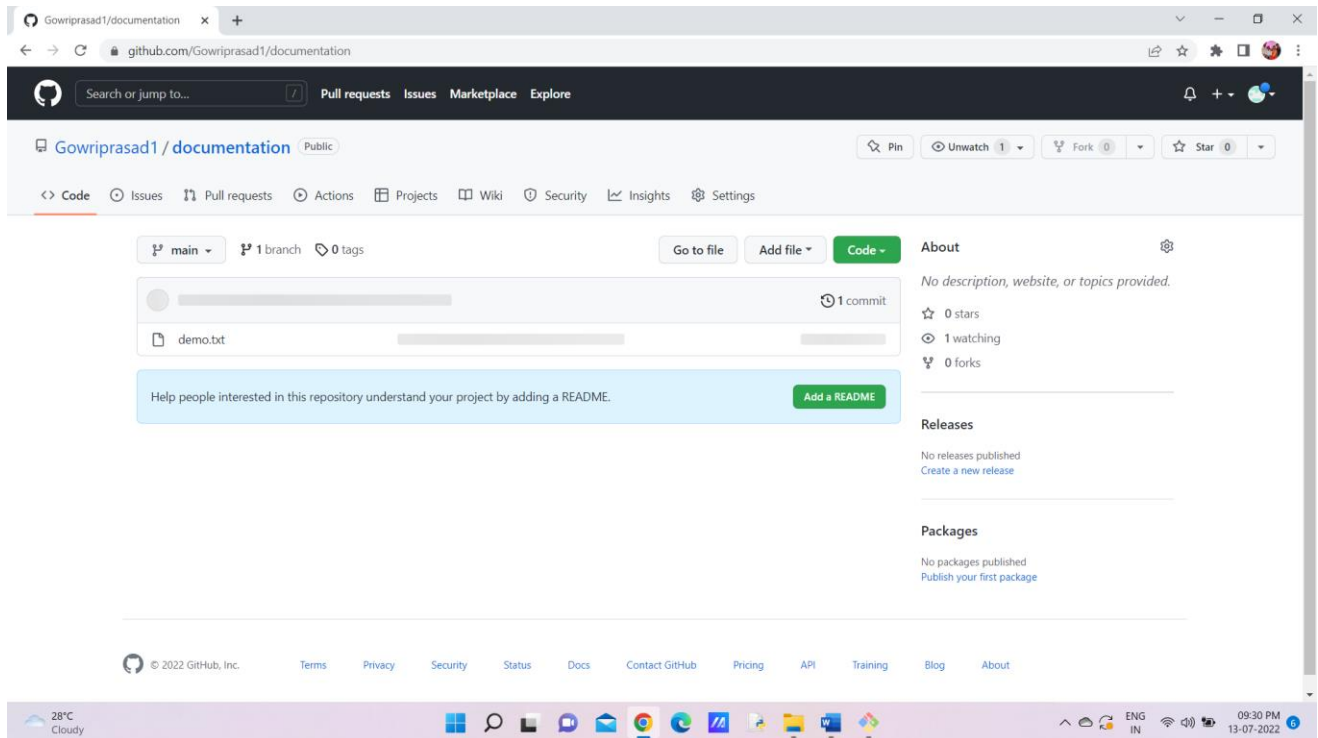 Gowriprasad1/documentation
github.com/Gowriprasad1/documentation
Search or jump to... / Pull requests Issues Marketplace Explore
Gowriprasad1 / documentation Public Pin Unwatch 1 Fork 0 Star 0
<> Code Issues Pull requests Actions Projects Wiki Security Insights Settings
main 1 branch 0 tags Go to file Add file Code About
No description, website, or topics provided.
1 commit
0 stars
demo.txt 1 watching
0 forks
Help people interested in this repository understand your project by adding a README. Add a README
Releases
No releases published
Create a new release
Packages
No packages published
Publish your first package
© 2022 GitHub, Inc. Terms Privacy Security Status Docs Contact GitHub Pricing API Training Blog About
28°C
Cloudy
ENG
IN
09:30 PM
13-07-2022
6